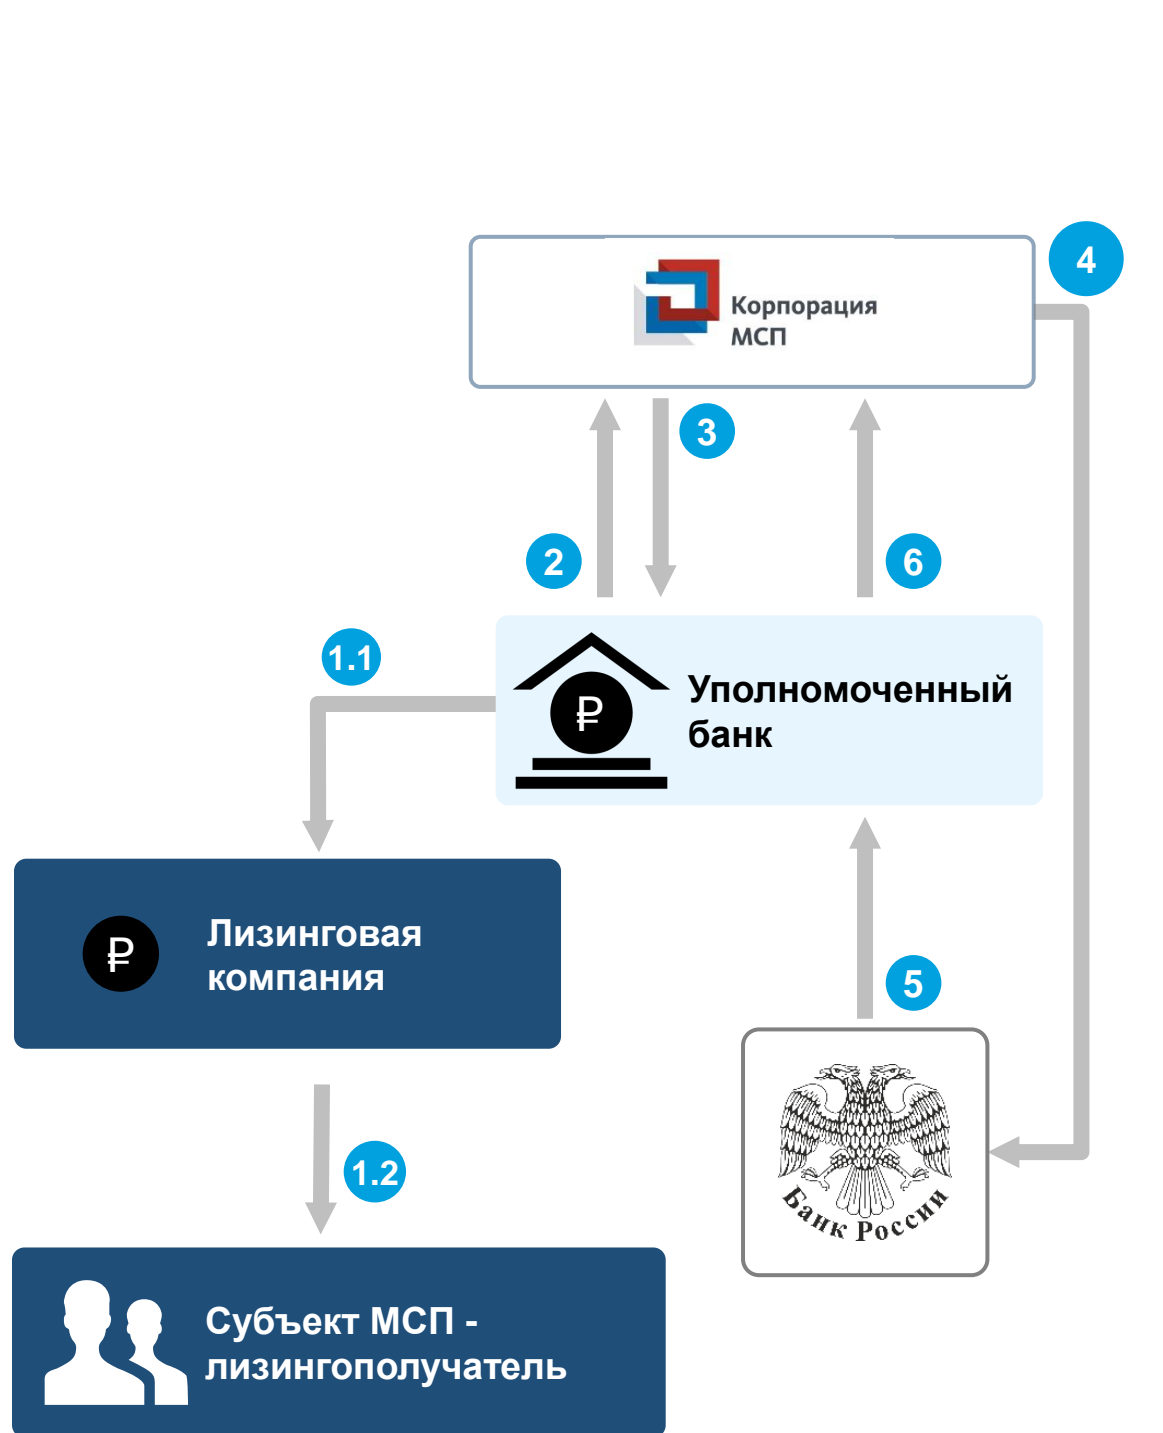 4
Корпорация
МСП
3
2
6
1.1
₽
Уполномоченный
банк
₽
Лизинговая
компания
5
Банк России
1.2
Субъект МСП -
лизингополучатель